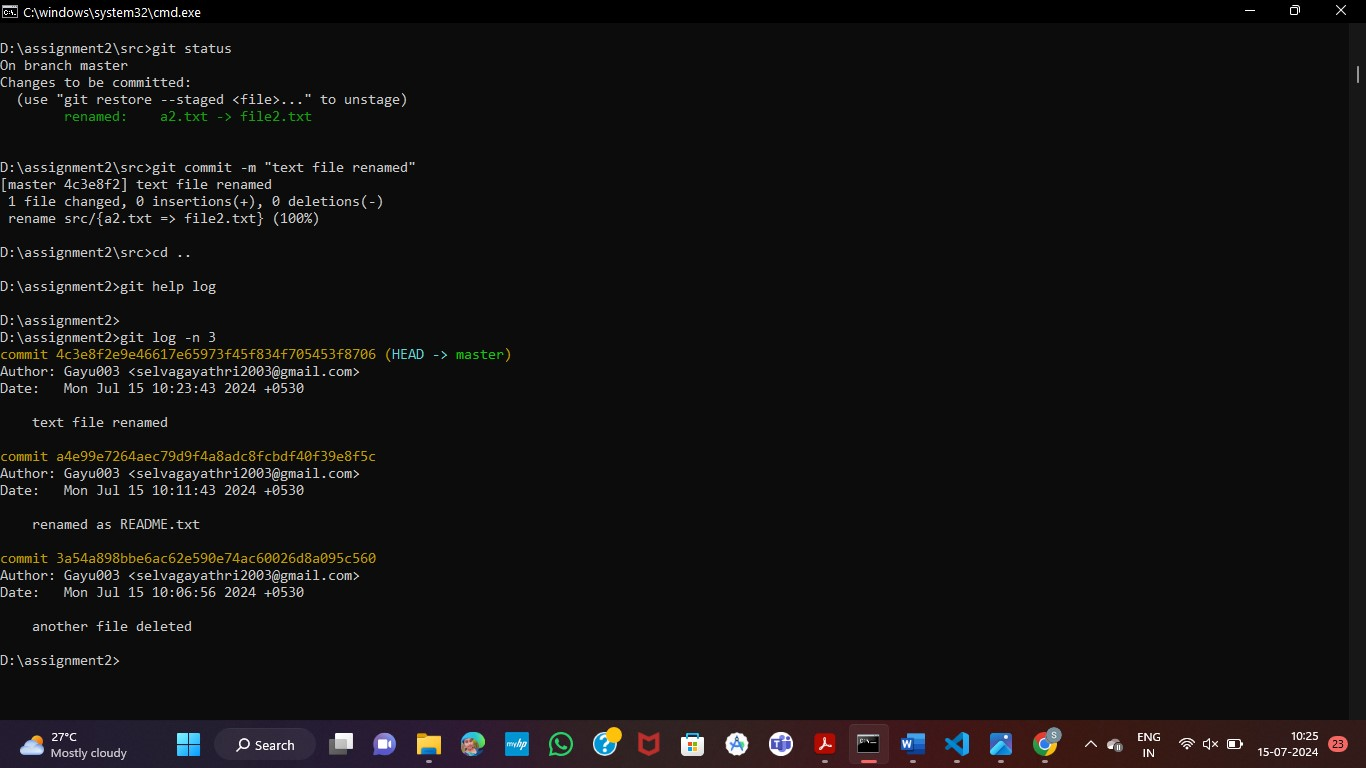 C:\windows\system32\cmd.exe
D:\assignment2\src>git status
On branch master
Changes to be committed:
  (use "git restore --staged <file>..." to unstage)
        renamed:    a2.txt -> file2.txt
D:\assignment2\src>git commit -m "text file renamed"
[master 4c3e8f2] text file renamed
 1 file changed, 0 insertions(+), 0 deletions(-)
 rename src/{a2.txt => file2.txt} (100%)
D:\assignment2\src>cd ..
D:\assignment2>git help log
D:\assignment2>
D:\assignment2>git log -n 3
commit 4c3e8f2e9e46617e65973f45f834f705453f8706 (HEAD -> master)
Author: Gayu003 <selvagayathri2003@gmail.com>
Date:   Mon Jul 15 10:23:43 2024 +0530
    text file renamed
commit a4e99e7264aec79d9f4a8adc8fcbdf40f39e8f5c
Author: Gayu003 <selvagayathri2003@gmail.com>
Date:   Mon Jul 15 10:11:43 2024 +0530
    renamed as README.txt
commit 3a54a898bbe6ac62e590e74ac60026d8a095c560
Author: Gayu003 <selvagayathri2003@gmail.com>
Date:   Mon Jul 15 10:06:56 2024 +0530
    another file deleted
D:\assignment2>
27°C
Mostly cloudy
Search
myhp
S
ENG
IN
10:25
15-07-2024
23